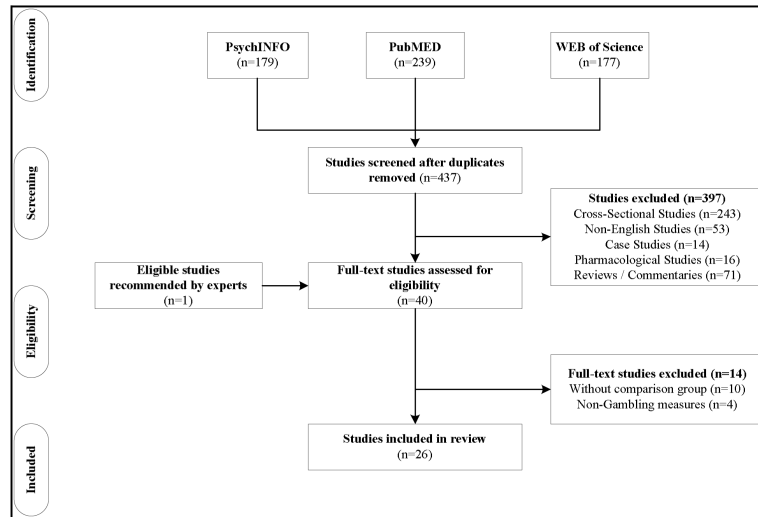 Identification
PsychINFO
(n=179)
PubMED
(n=239)
WEB of Science
(n=177)
Screening
Studies screened after duplicates
removed (n=437)
Studies excluded (n=397)
Cross-Sectional Studies (n=243)
Non-English Studies (n=53)
Case Studies (n=14)
Pharmacological Studies (n=16)
Reviews / Commentaries (n=71)
Eligibility
Eligible studies
recommended by experts
(n=1)
Full-text studies assessed for
eligibility
(n=40)
Full-text studies excluded (n=14)
Without comparison group (n=10)
Non-Gambling measures (n=4)
Included
Studies included in review
(n=26)